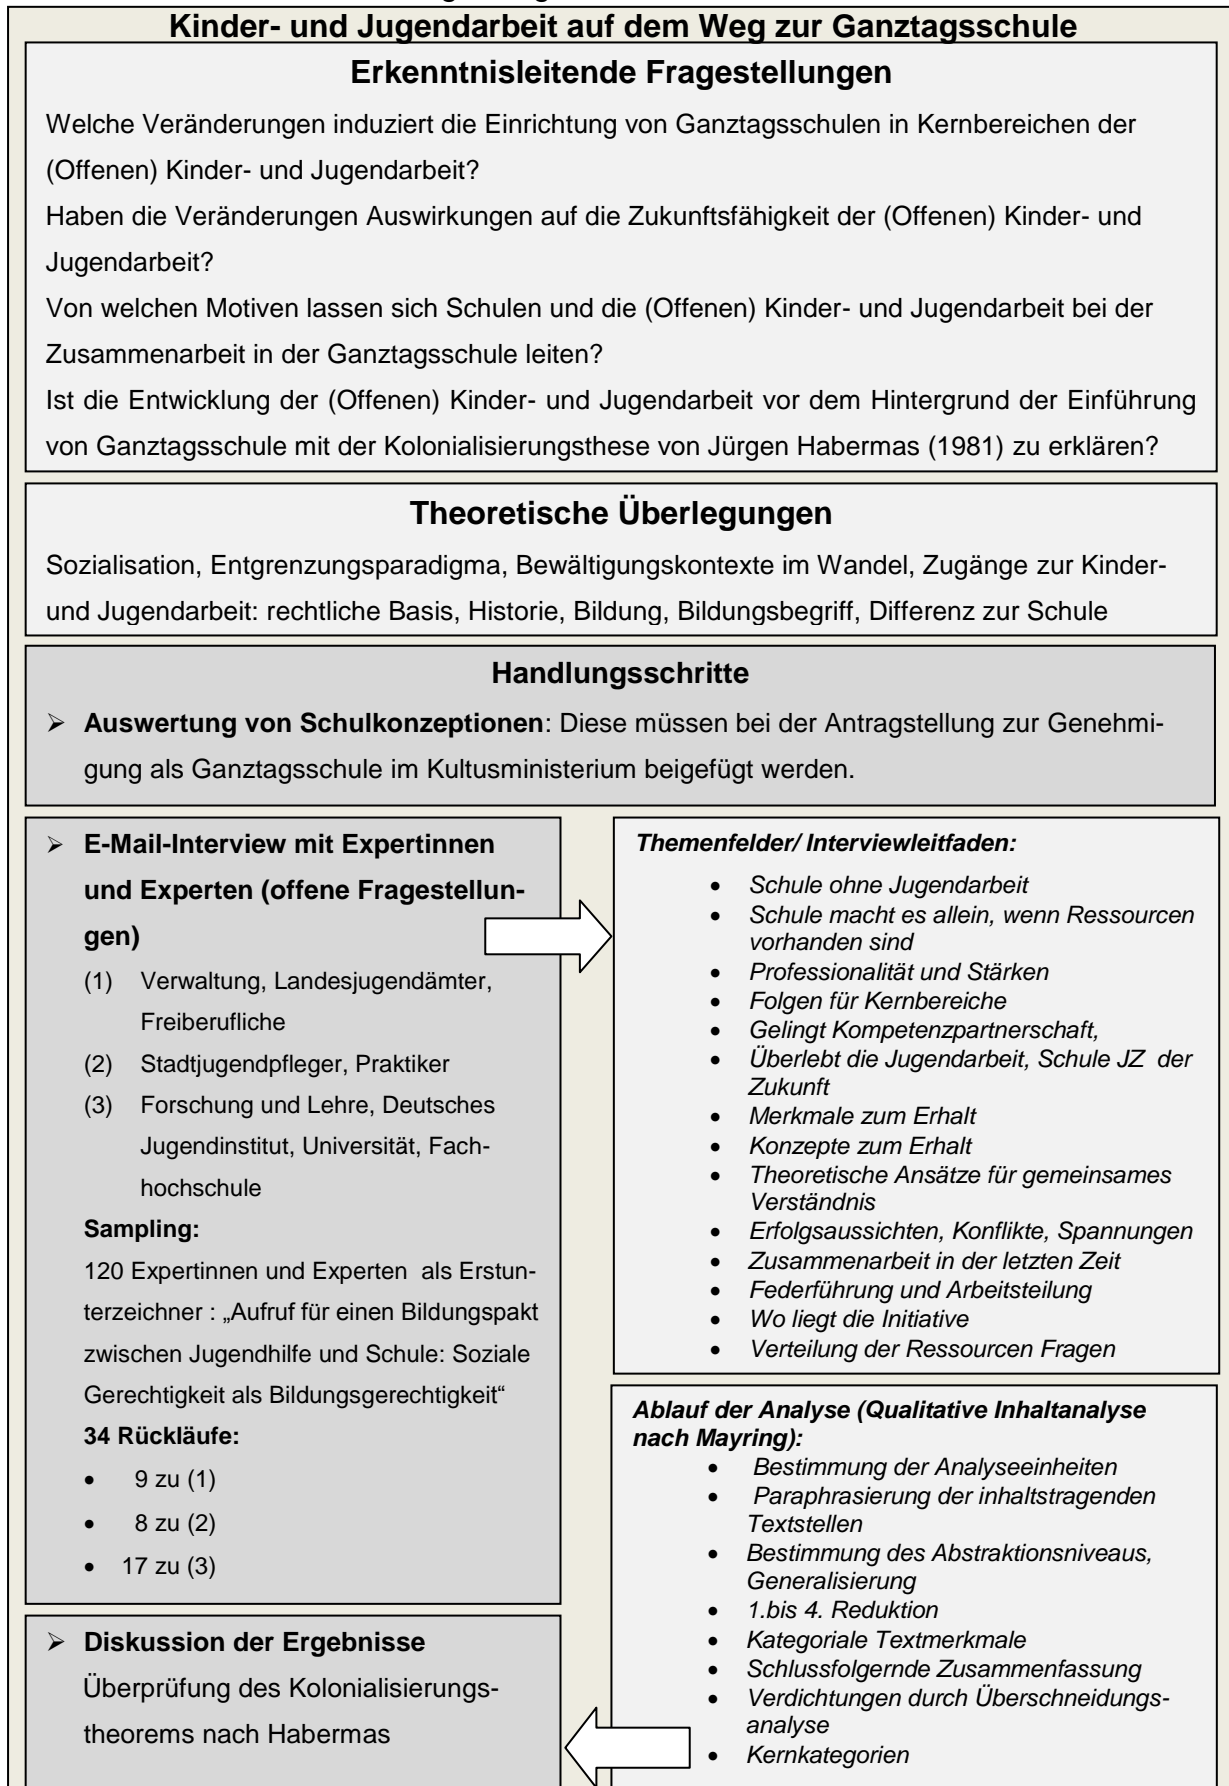 Kinder- und Jugendarbeit auf dem Weg zur Ganztagsschule
Erkenntnisleitende Fragestellungen
Welche Veränderungen induziert die Einrichtung von Ganztagsschulen in Kernbereichen der
(Offenen) Kinder- und Jugendarbeit?
Haben die Veränderungen Auswirkungen auf die Zukunftsfähigkeit der (Offenen) Kinder- und
Jugendarbeit?
Von welchen Motiven lassen sich Schulen und die (Offenen) Kinder- und Jugendarbeit bei der
Zusammenarbeit in der Ganztagsschule leiten?
Ist die Entwicklung der (Offenen) Kinder- und Jugendarbeit vor dem Hintergrund der Einführung
von Ganztagsschule mit der Kolonialisierungsthese von Jürgen Habermas (1981) zu erklären?
Theoretische Überlegungen
Sozialisation, Entgrenzungsparadigma, Bewältigungskontexte im Wandel, Zugänge zur Kinder-
und Jugendarbeit: rechtliche Basis, Historie, Bildung, Bildungsbegriff, Differenz zur Schule
Handlungsschritte
➢ Auswertung von Schulkonzeptionen: Diese müssen bei der Antragstellung zur Genehmi-
gung als Ganztagsschule im Kultusministerium beigefügt werden.
➢ E-Mail-Interview mit Expertinnen
und Experten (offene Fragestellun-
gen)
(1) Verwaltung, Landesjugendämter,
Freiberufliche
(2) Stadtjugendpfleger, Praktiker
(3) Forschung und Lehre, Deutsches
Jugendinstitut, Universität, Fach-
hochschule
Sampling:
120 Expertinnen und Experten als Erstun-
terzeichner : „Aufruf für einen Bildungspakt
zwischen Jugendhilfe und Schule: Soziale
Gerechtigkeit als Bildungsgerechtigkeit“
34 Rückläufe:
• 9 zu (1)
• 8 zu (2)
• 17 zu (3)
Themenfelder/ Interviewleitfaden:
• Schule ohne Jugendarbeit
• Schule macht es allein, wenn Ressourcen
vorhanden sind
• Professionalität und Stärken
• Folgen für Kernbereiche
• Gelingt Kompetenzpartnerschaft,
• Überlebt die Jugendarbeit, Schule JZ der
Zukunft
• Merkmale zum Erhalt
• Konzepte zum Erhalt
• Theoretische Ansätze für gemeinsames
Verständnis
• Erfolgsaussichten, Konflikte, Spannungen
• Zusammenarbeit in der letzten Zeit
• Federführung und Arbeitsteilung
• Wo liegt die Initiative
• Verteilung der Ressourcen Fragen
Ablauf der Analyse (Qualitative Inhaltanalyse
nach Mayring):
• Bestimmung der Analyseeinheiten
• Paraphrasierung der inhaltstragenden
Textstellen
• Bestimmung des Abstraktionsniveaus,
Generalisierung
• 1.bis 4. Reduktion
• Kategoriale Textmerkmale
• Schlussfolgernde Zusammenfassung
• Verdichtungen durch Überschneidungs-
analyse
• Kernkategorien
➢ Diskussion der Ergebnisse
Überprüfung des Kolonialisierungs-
theorems nach Habermas